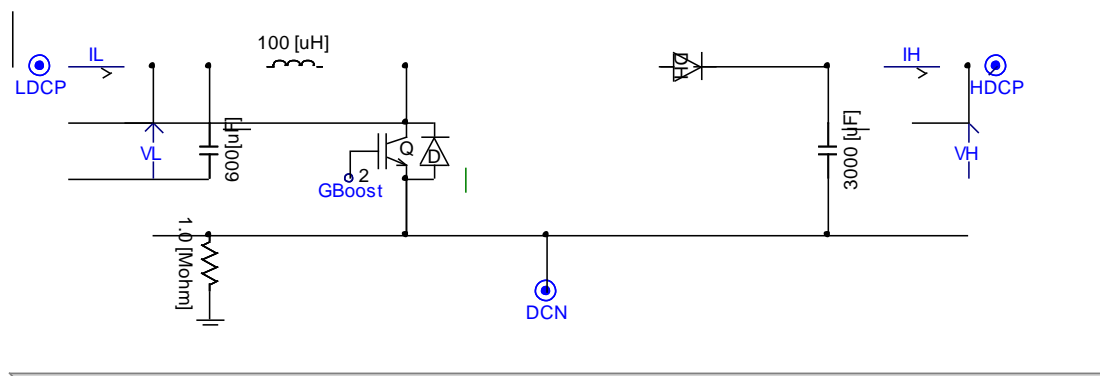 100 [uH]
IL
IH
LDCP
HDCP
DH
VL
600[uF]
Q
D
2
GBoost
3000 [uF]
VH
1.0 [Mohm]
DCN